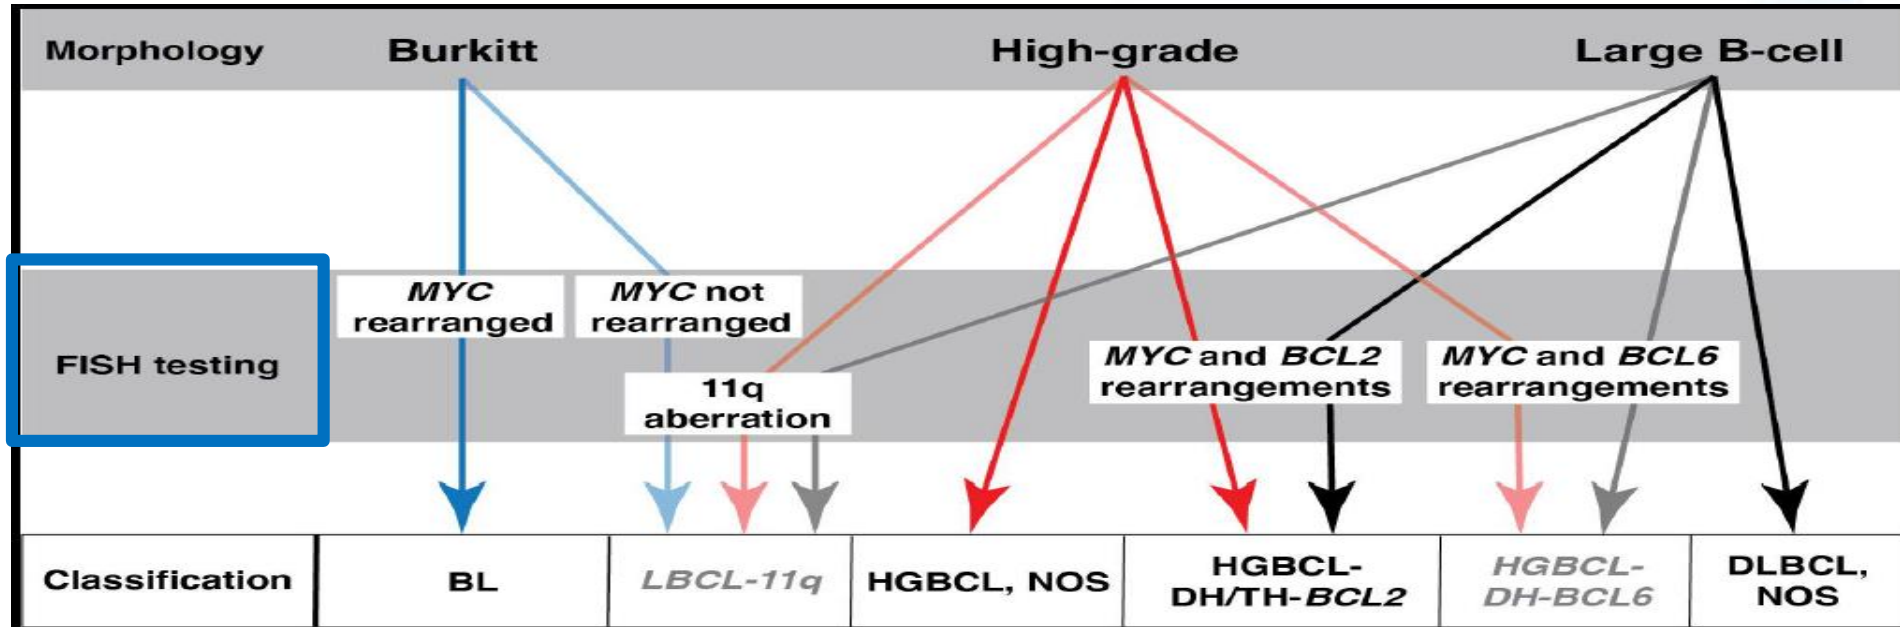 Morphology
Burkitt
High-grade
Large B-cell
FISH testing
MYC
rearranged
MYC not
rearranged
11q
aberration
MYC and BCL2
rearrangements
MYC and BCL6
rearrangements
Classification
BL
LBCL-11q
HGBCL, NOS
HGBCL-
DH/TH-BCL2
HGBCL-
DH-BCL6
DLBCL,
NOS